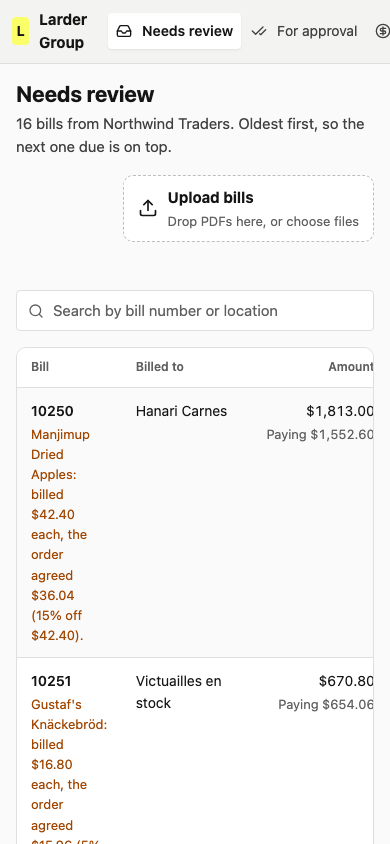 L
Larder
Group
Needs review
For approval
Needs review
16 bills from Northwind Traders. Oldest first, so the
next one due is on top.
Upload bills
Drop PDFs here, or choose files
Search by bill number or location
Bill Billed to Amount
10250 Hanari Carnes $1,813.00
Manjimup Paying $1,552.60
Dried
Apples:
billed
$42.40
each, the
order
agreed
$36.04
(15% off
$42.40).
10251 Victuailles en $670.80
stock
Gustaf's Paying $654.06
Knäckebröd:
billed
$16.80
each, the
order
agreed